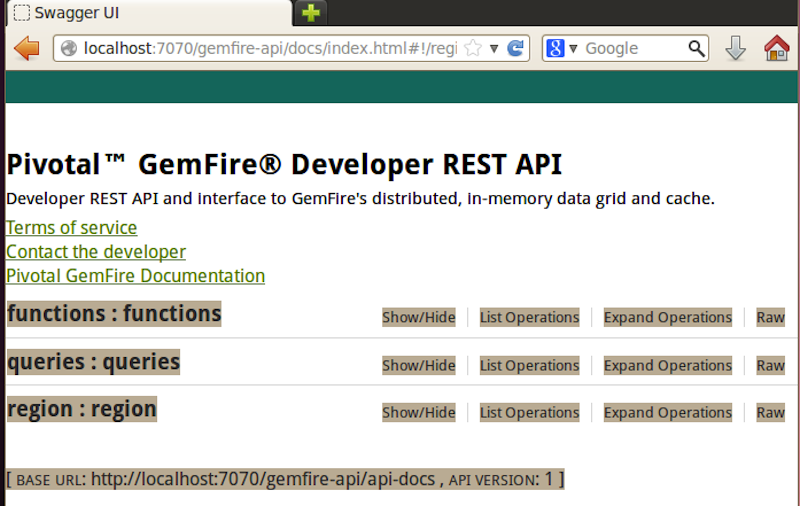 Swagger UI
localhost:7070/gemfire-api/docs/index.html#!/regi
Google
Pivotal™ GemFire® Developer REST API
Developer REST API and interface to GemFire's distributed, in-memory data grid and cache.
Terms of service
Contact the developer
Pivotal GemFire Documentation
functions : functions Show/Hide List Operations Expand Operations Raw
queries : queries Show/Hide List Operations Expand Operations Raw
region : region Show/Hide List Operations Expand Operations Raw
[ BASE URL: http://localhost:7070/gemfire-api/api-docs , API VERSION: 1 ]